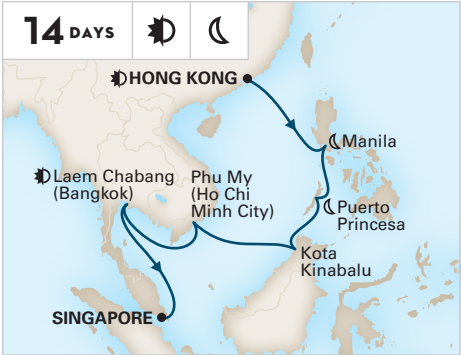 14 DAYS
HONG KONG
Manila
Laem Chabang
(Bangkok)
Phu My
(Ho Chi
Minh City)
Puerto
Princesa
Kota
Kinabalu
SINGAPORE